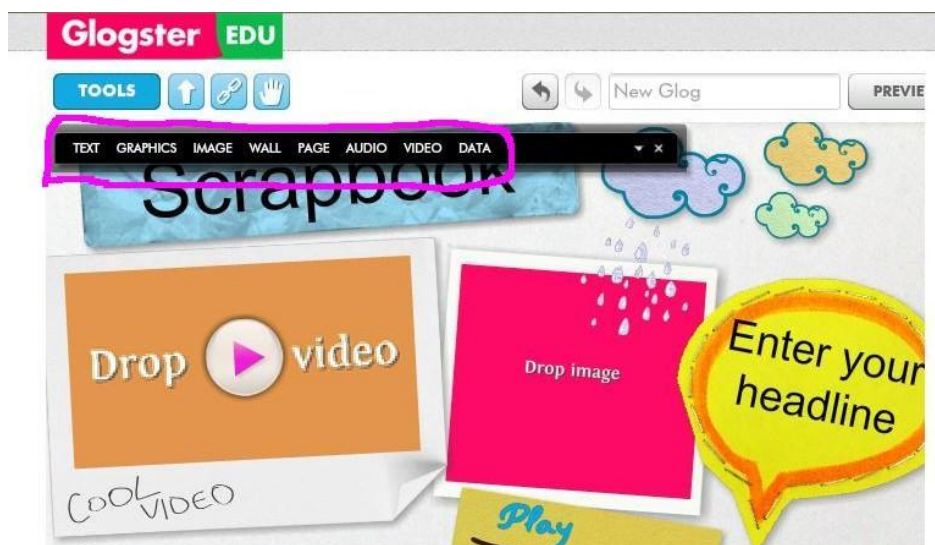 Glogster EDU
TOOLS
New Glog
PREVIE
TEXT GRAPHICS IMAGE WALL PAGE AUDIO VIDEO DATA
Scrapbook
Drop video
Drop image
Enter your
headline
COOL
VIDEO
Play